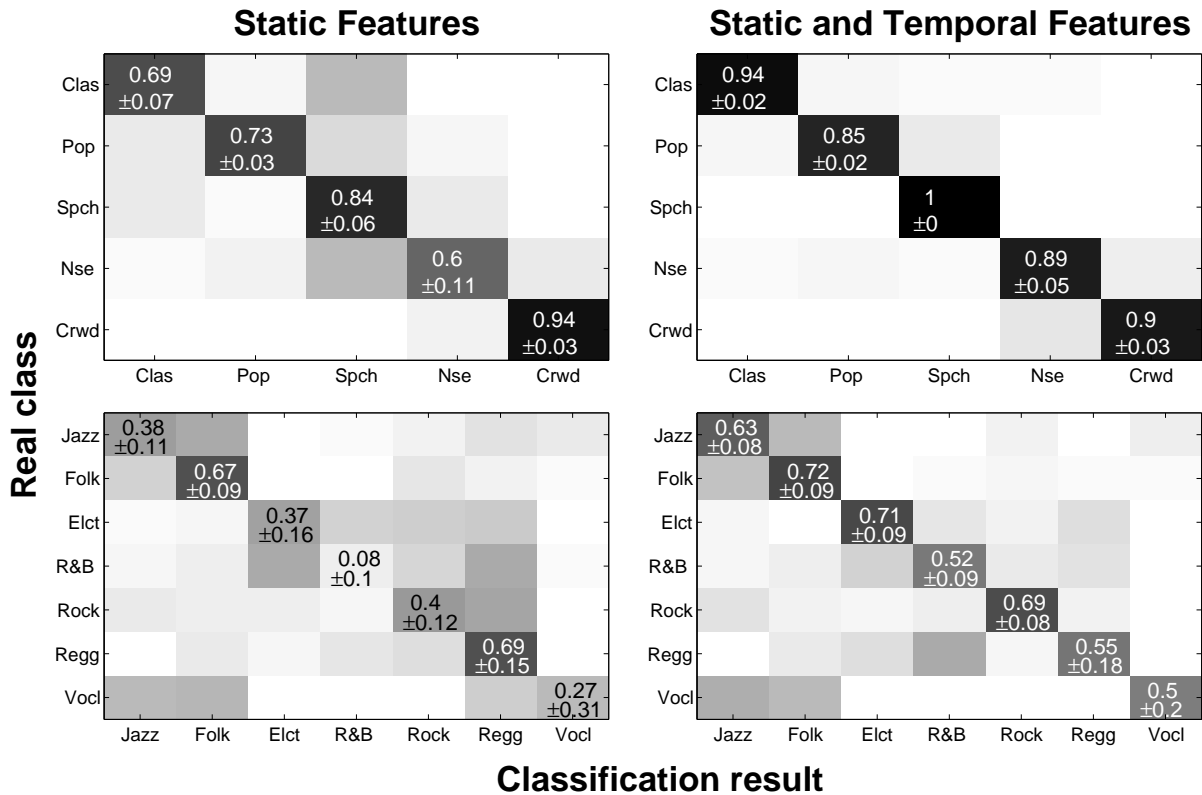 Static Features
Static and Temporal Features
Real class
Clas
0.69
±0.07
Pop
0.73
±0.03
Spch
0.84
±0.06
Nse
0.6
±0.11
Crwd
0.94
±0.03
Clas Pop Spch Nse Crwd
Clas
0.94
±0.02
Pop
0.85
±0.02
Spch
1
±0
Nse
0.89
±0.05
Crwd
0.9
±0.03
Clas Pop Spch Nse Crwd
Jazz
0.38
±0.11
Folk
0.67
±0.09
Elct
0.37
±0.16
R&B
0.08
±0.1
Rock
0.4
±0.12
Regg
0.69
±0.15
Vocl
0.27
±0.31
Jazz Folk Elct R&B Rock Regg Vocl
Jazz
0.63
±0.08
Folk
0.72
±0.09
Elct
0.71
±0.09
R&B
0.52
±0.09
Rock
0.69
±0.08
Regg
0.55
±0.18
Vocl
0.5
±0.2
Jazz Folk Elct R&B Rock Regg Vocl
Classification result